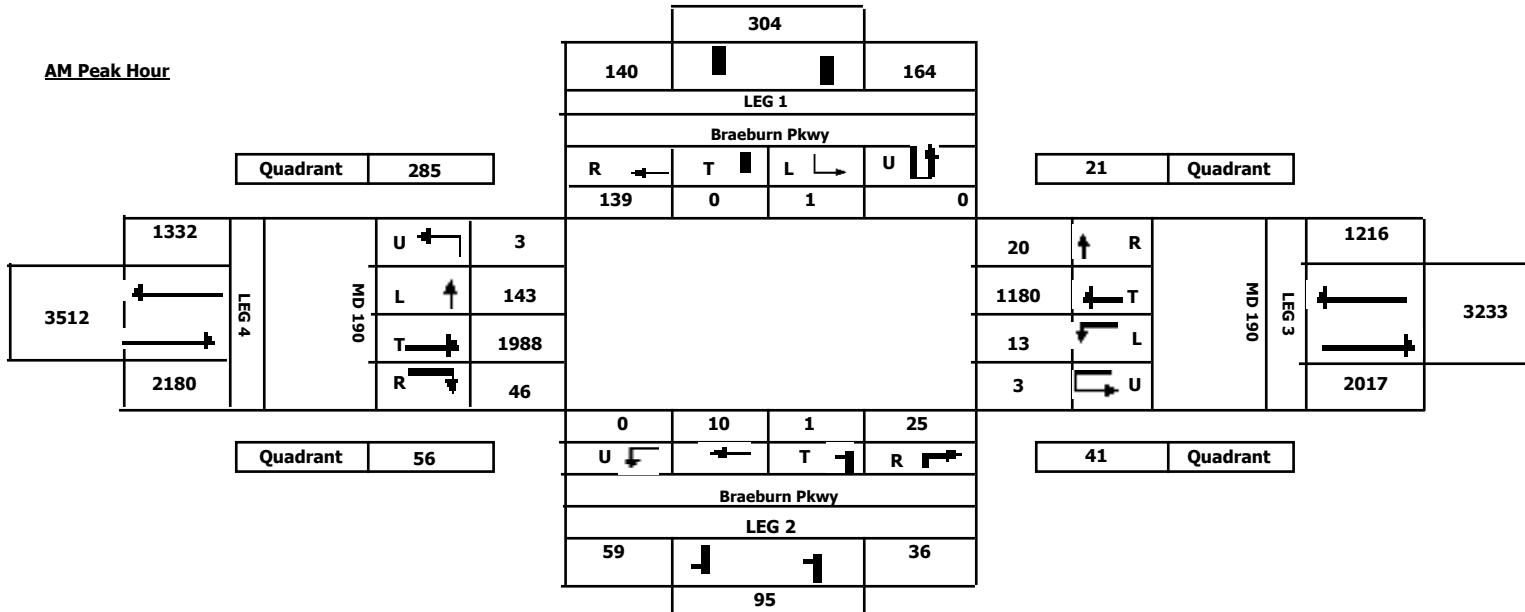 304
AM Peak Hour
140 164
LEG 1
Braeburn Pkwy
Quadrant 285
R T L U
21 Quadrant
139 0 1 0
1332 U 3 20 R 1216
L 143 1180 T
3512 LEG 4 MD 190 MD 190 LEG 3 3233
T 1988 13 L
2180 R 46 3 U 2017
0 10 1 25
Quadrant 56
U T R
41 Quadrant
Braeburn Pkwy
LEG 2
59 36
95